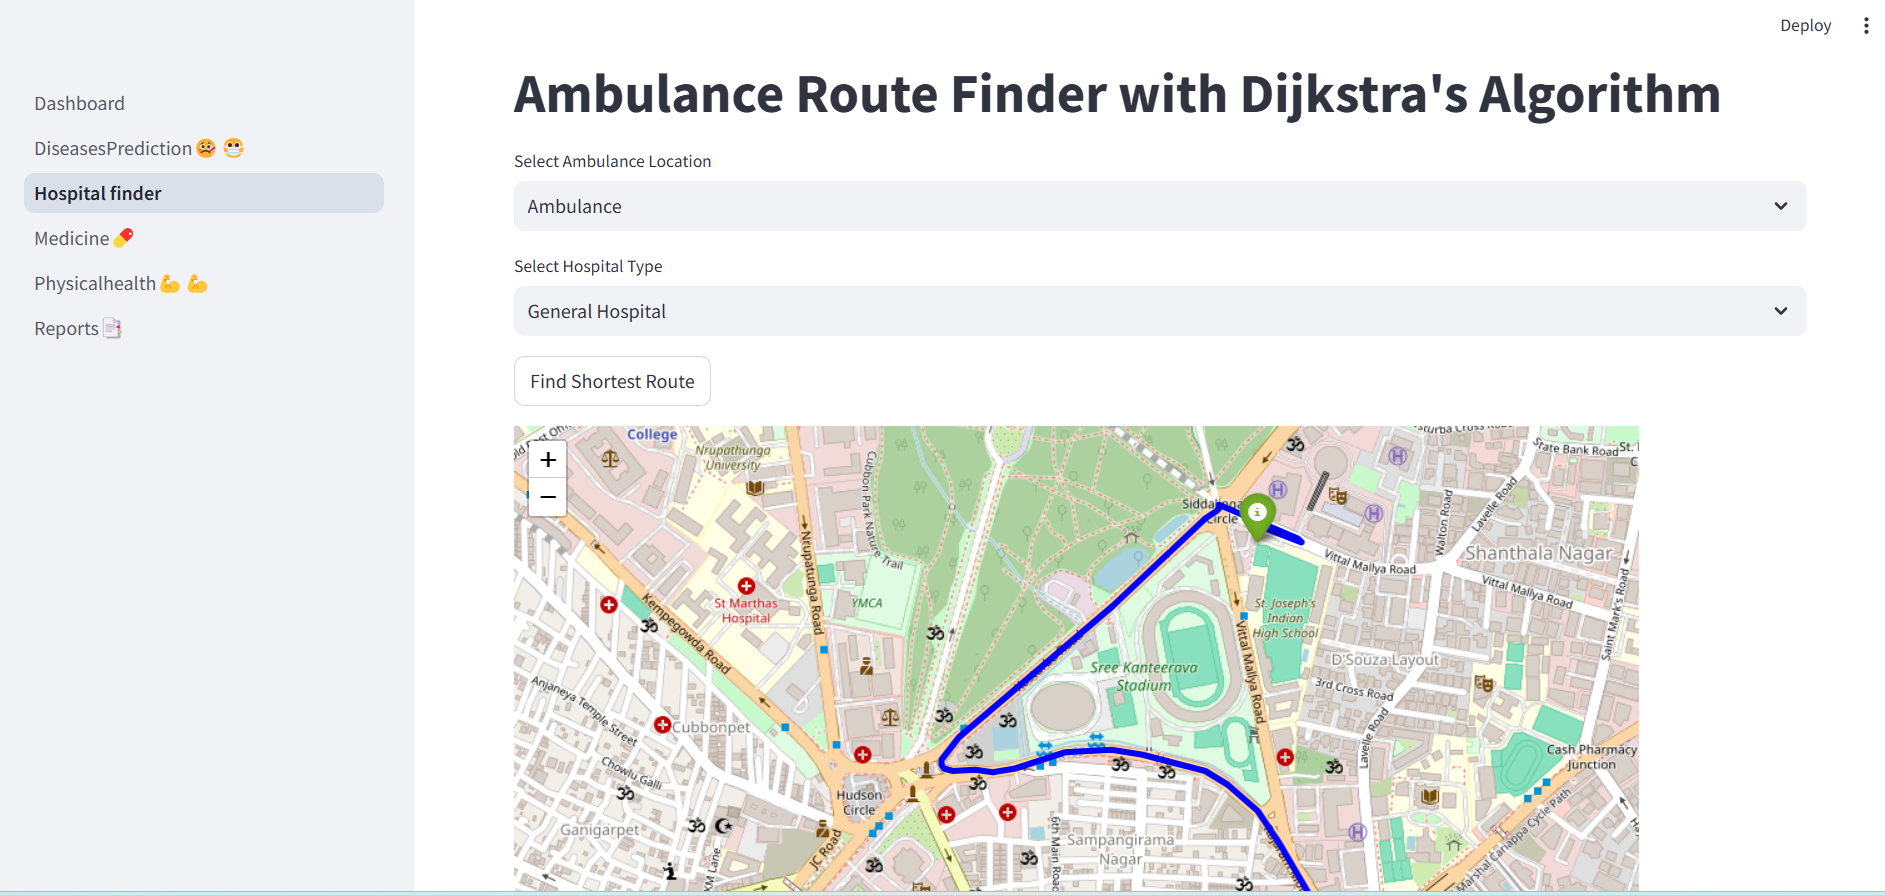 Deploy
Dashboard
DiseasesPrediction🤒 😷
Hospital finder
Medicine💊
Physicalhealth💪 💪
Reports📑
Ambulance Route Finder with Dijkstra's Algorithm
Select Ambulance Location
Ambulance
Select Hospital Type
General Hospital
Find Shortest Route
+
−
College
Nrupathunga
University
Cubbon Park Nature Trail
State Bank Road
St.
Lavelle Road
Walton Road
Circle
Shanthala Nagar
Vittal Mallya Road
Vittal Mallya Road
Saint Mark's Road
Nrupatunga Road
St Marthas
Hospital
YMCA
Kempegowda Road
St. Joseph's
Indian
High School
Vittal Mallya Road
D'Souza Layout
3rd Cross Road
Sree Kanteerava
Stadium
Anjaneya Temple Street
Cubbonpet
Lavelle Road
Cash Pharmacy
Junction
Chowlu Galli
Hudson
Circle
Ganigarpet
JC Road
KM Lane
6th Main Road
Sampangirama
Nagar
Marshal Cariappa Cycle Path